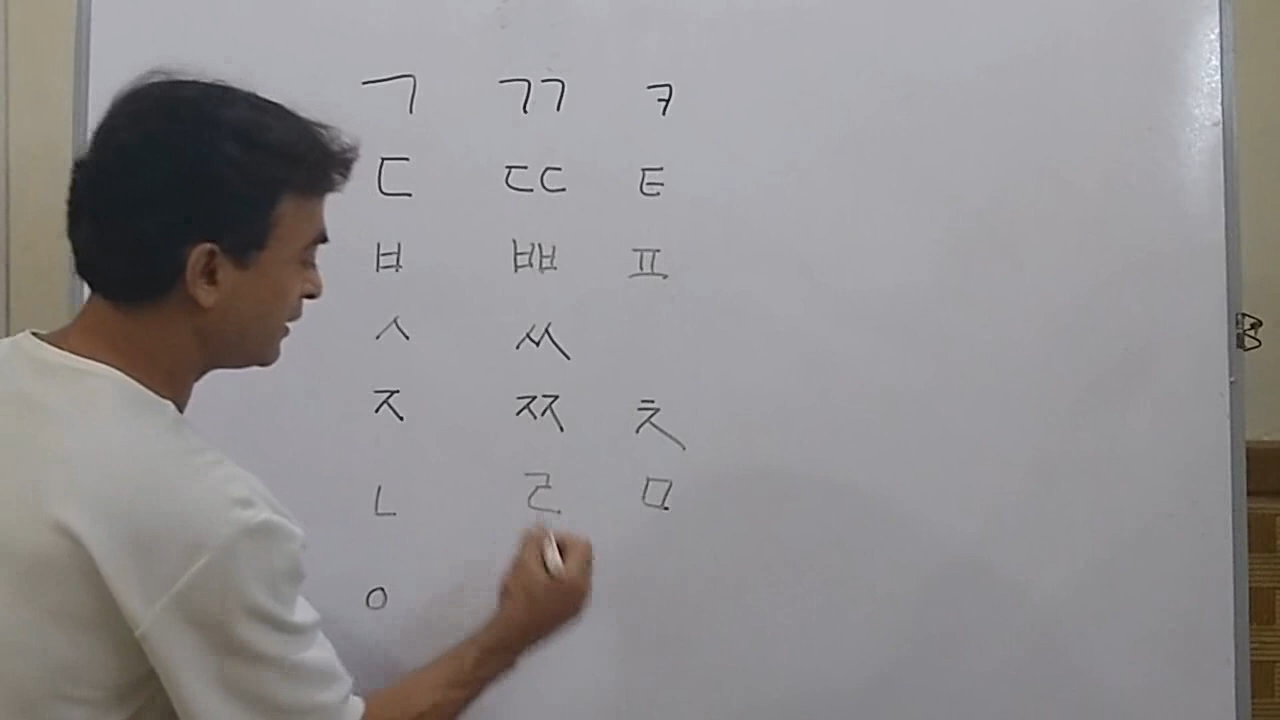 ㄱ ㄲ ㅋ
ㄷ ㄸ ㅌ
ㅂ ㅃ ㅍ
ㅅ ㅆ
ㅈ ㅉ ㅊ
ㄴ ㄹ ㅁ
ㅇ